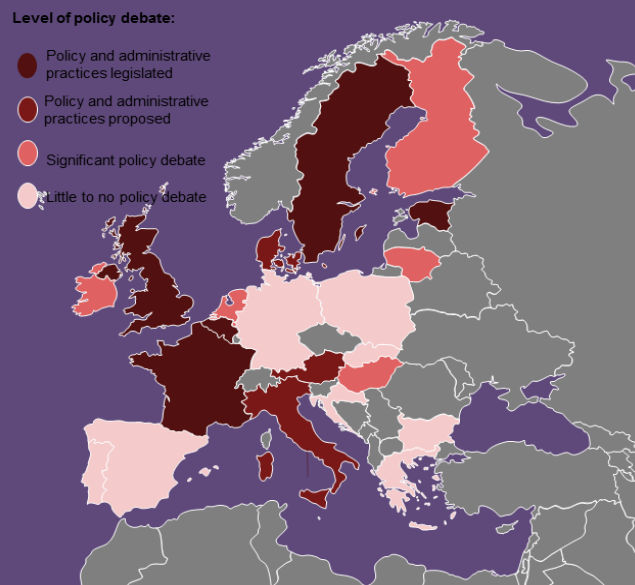 Level of policy debate:
Policy and administrative
practices legislated
Policy and administrative
practices proposed
Significant policy debate
Little to no policy debate